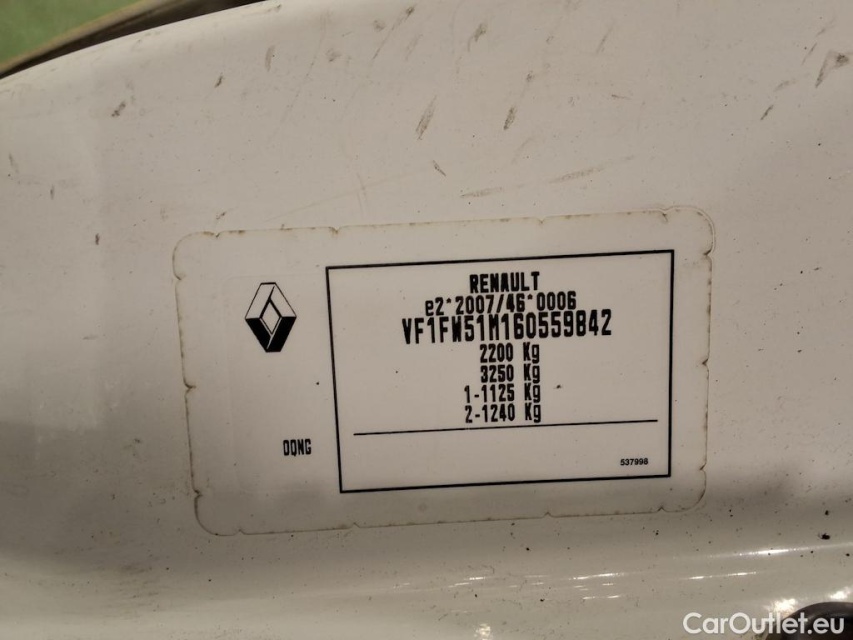 RENAULT
e2*2007/46*0006
VF1FW51M160559842
2200 Kg
3250 Kg
1-1125 Kg
2-1240 Kg
DQNG
537998
CarOutlet.eu